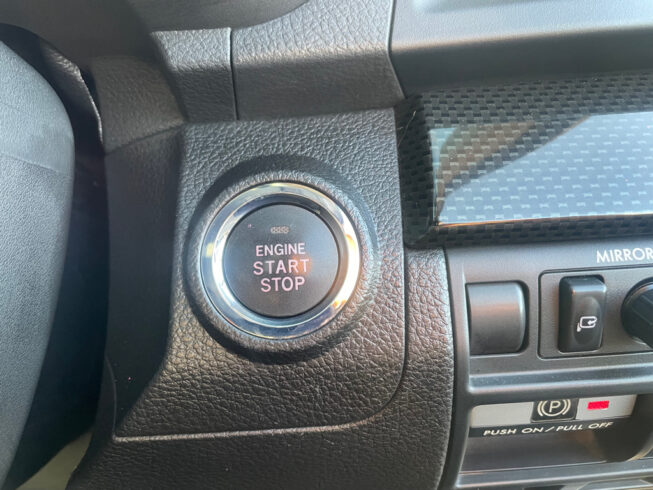 ENGINE
START
STOP
MIRROR
P
PUSH ON / PULL OFF